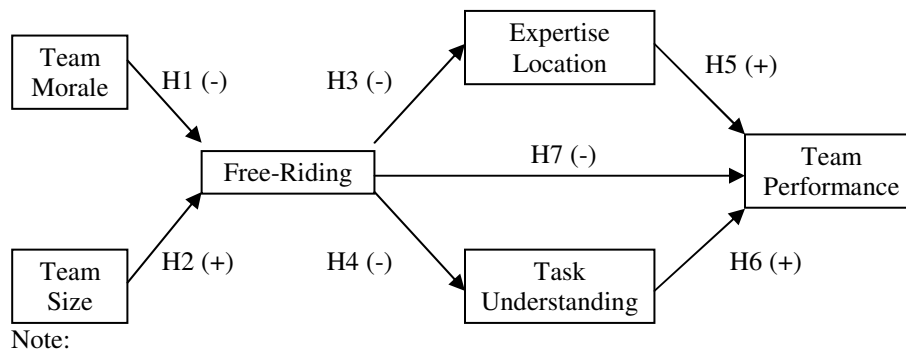 Team
Morale
H1 (-)
H3 (-)
Expertise
Location
H5 (+)
Free-Riding
H7 (-)
Team
Performance
Team
Size
H2 (+)
H4 (-)
Task
Understanding
H6 (+)
Note: